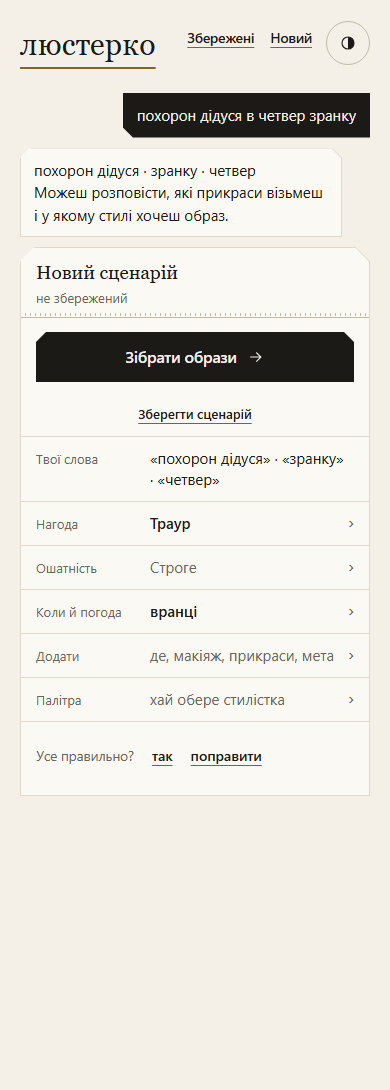 люстерко
Збережені
Новий
похорон дідуся в четвер зранку
похорон дідуся · зранку · четвер
Можеш розповісти, які прикраси візьмеш
і у якому стилі хочеш образ.
Новий сценарій
не збережений
Зібрати образи →
Зберегти сценарій
Твої слова «похорон дідуся» · «зранку»
· «четвер»
Нагода Траур ›
Ошатність Строге ›
Коли й погода вранці ›
Додати де, макіяж, прикраси, мета ›
Палітра хай обере стилістка ›
Усе правильно? так поправити